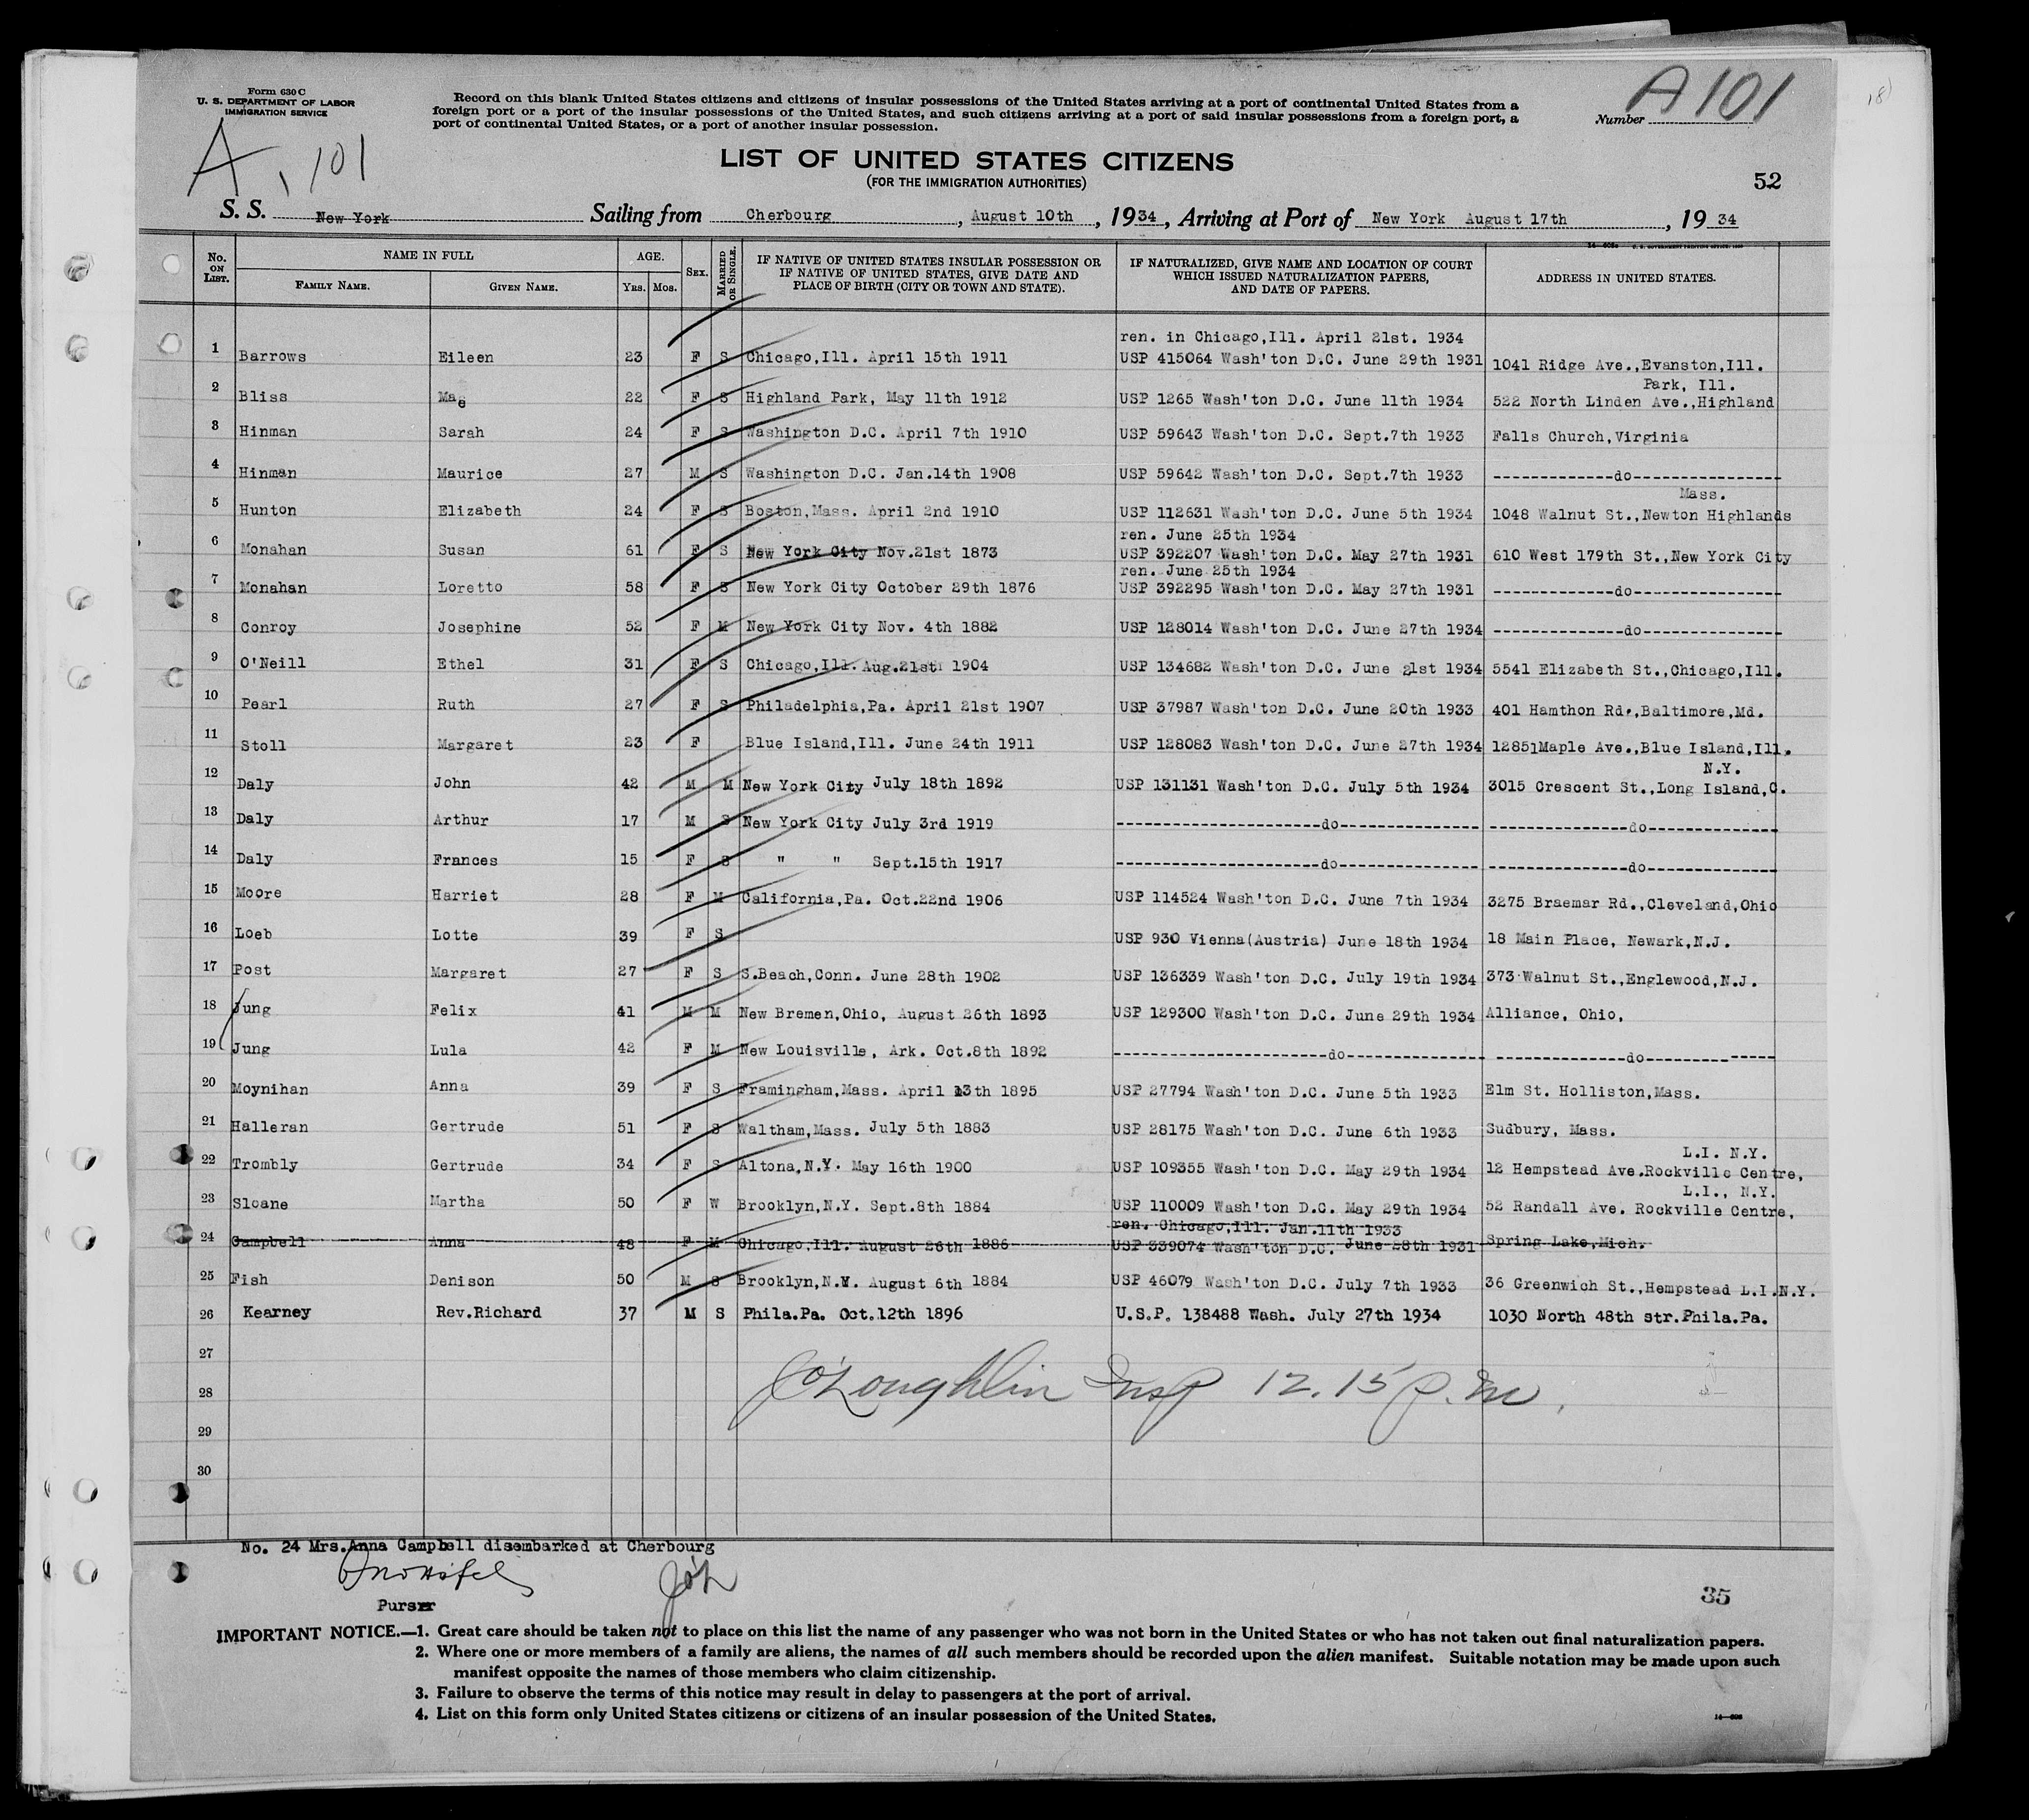 Form 630 C
U. S. DEPARTMENT OF LABOR
IMMIGRATION SERVICE
A 101
Record on this blank United States citizens and citizens of insular possessions of the United States arriving at a port of continental United States from a
foreign port or a port of the insular possessions of the United States, and such citizens arriving at a port of said insular possessions from a foreign port, a
port of continental United States, or a port of another insular possession.
Number A 101
LIST OF UNITED STATES CITIZENS
(FOR THE IMMIGRATION AUTHORITIES)
52
S. S. New York Sailing from Cherbourg, August 10th, 1934, Arriving at Port of New York August 17th, 1934
No. ON LIST. NAME IN FULL FAMILY NAME. GIVEN NAME. AGE. YRS. MOS. SEX. MARRIED OR SINGLE. IF NATIVE OF UNITED STATES INSULAR POSSESSION OR IF NATIVE OF UNITED STATES, GIVE DATE AND PLACE OF BIRTH (CITY OR TOWN AND STATE). IF NATURALIZED, GIVE NAME AND LOCATION OF COURT WHICH ISSUED NATURALIZATION PAPERS, AND DATE OF PAPERS. ADDRESS IN UNITED STATES.
ren. in Chicago,Ill. April 21st. 1934
1 Barrows Eileen 23 F S Chicago,Ill. April 15th 1911 USP 415064 Wash'ton D.C. June 29th 1931 1041 Ridge Ave.,Evanston,Ill.
Park, Ill.
2 Bliss Mae 22 F S Highland Park, May 11th 1912 USP 1265 Wash'ton D.C. June 11th 1934 522 North Linden Ave.,Highland
3 Hinman Sarah 24 F S Washington D.C. April 7th 1910 USP 59643 Wash'ton D.C. Sept.7th 1933 Falls Church,Virginia
4 Hinman Maurice 27 M S Washington D.C. Jan.14th 1908 USP 59642 Wash'ton D.C. Sept.7th 1933 -------------do----------------
Mass.
5 Hunton Elizabeth 24 F S Boston,Mass. April 2nd 1910 USP 112631 Wash'ton D.C. June 5th 1934 1048 Walnut St.,Newton Highlands
ren. June 25th 1934
6 Monahan Susan 61 F S New York City Nov.21st 1873 USP 392207 Wash'ton D.C. May 27th 1931 610 West 179th St.,New York City
ren. June 25th 1934
7 Monahan Loretto 58 F S New York City October 29th 1876 USP 392295 Wash'ton D.C. May 27th 1931 -------------do----------------
8 Conroy Josephine 52 F M New York City Nov. 4th 1882 USP 128014 Wash'ton D.C. June 27th 1934 --------------do---------------
9 O'Neill Ethel 31 F S Chicago,Ill. Aug.21st 1904 USP 134682 Wash'ton D.C. June 21st 1934 5541 Elizabeth St.,Chicago,Ill.
10 Pearl Ruth 27 F S Philadelphia,Pa. April 21st 1907 USP 37987 Wash'ton D.C. June 20th 1933 401 Hamthon Rd.,Baltimore,Md.
11 Stoll Margaret 23 F Blue Island,Ill. June 24th 1911 USP 128083 Wash'ton D.C. June 27th 1934 12851Maple Ave.,Blue Island,Ill.
N.Y.
12 Daly John 42 M M New York City July 18th 1892 USP 131131 Wash'ton D.C. July 5th 1934 3015 Crescent St.,Long Island,C.
13 Daly Arthur 17 M S New York City July 3rd 1919 ----------------------do--------------- ---------------do--------------
14 Daly Frances 15 F S " " Sept.15th 1917 ----------------------do--------------- ---------------do--------------
15 Moore Harriet 28 F M California,Pa. Oct.22nd 1906 USP 114524 Wash'ton D.C. June 7th 1934 3275 Braemar Rd.,Cleveland,Ohio
16 Loeb Lotte 39 F S USP 930 Vienna(Austria) June 18th 1934 18 Main Place, Newark,N.J.
17 Post Margaret 27 F S S.Beach,Conn. June 28th 1902 USP 136339 Wash'ton D.C. July 19th 1934 373 Walnut St.,Englewood,N.J.
18 Jung Felix 41 M M New Bremen,Ohio, August 26th 1893 USP 129300 Wash'ton D.C. June 29th 1934 Alliance, Ohio,
19 Jung Lula 42 F M New Louisville, Ark. Oct.8th 1892 -----------------------do--------------- --------------do--------------
20 Moynihan Anna 39 F S Framingham,Mass. April 13th 1895 USP 27794 Wash'ton D.C. June 5th 1933 Elm St. Holliston,Mass.
21 Halleran Gertrude 51 F S Waltham,Mass. July 5th 1883 USP 28175 Wash'ton D.C. June 6th 1933 Sudbury, Mass.
L.I. N.Y.
22 Trombly Gertrude 34 F S Altona,N.Y. May 16th 1900 USP 109355 Wash'ton D.C. May 29th 1934 12 Hempstead Ave.Rockville Centre,
L.I., N.Y.
23 Sloane Martha 50 F W Brooklyn,N.Y. Sept.8th 1884 USP 110009 Wash'ton D.C. May 29th 1934 52 Randall Ave. Rockville Centre,
ren. Chicago,Ill. Jan.11th 1933
24 Campbell Anna 48 F M Chicago,Ill. August 26th 1886 USP 339074 Wash'ton D.C. June 28th 1931 Spring Lake,Mich.
25 Fish Denison 50 M S Brooklyn,N.Y. August 6th 1884 USP 46079 Wash'ton D.C. July 7th 1933 36 Greenwich St.,Hempstead L.I.N.Y.
26 Kearney Rev.Richard 37 M S Phila.Pa. Oct.12th 1896 U.S.P. 138488 Wash. July 27th 1934 1030 North 48th str.Phila.Pa.
27
28 J O'Loughlin Insp 12.15 p.m.
29
30
No. 24 Mrs.Anna Campbell disembarked at Cherbourg
JO'L
Purser
35
IMPORTANT NOTICE.—1. Great care should be taken not to place on this list the name of any passenger who was not born in the United States or who has not taken out final naturalization papers.
2. Where one or more members of a family are aliens, the names of all such members should be recorded upon the alien manifest. Suitable notation may be made upon such
manifest opposite the names of those members who claim citizenship.
3. Failure to observe the terms of this notice may result in delay to passengers at the port of arrival.
4. List on this form only United States citizens or citizens of an insular possession of the United States.